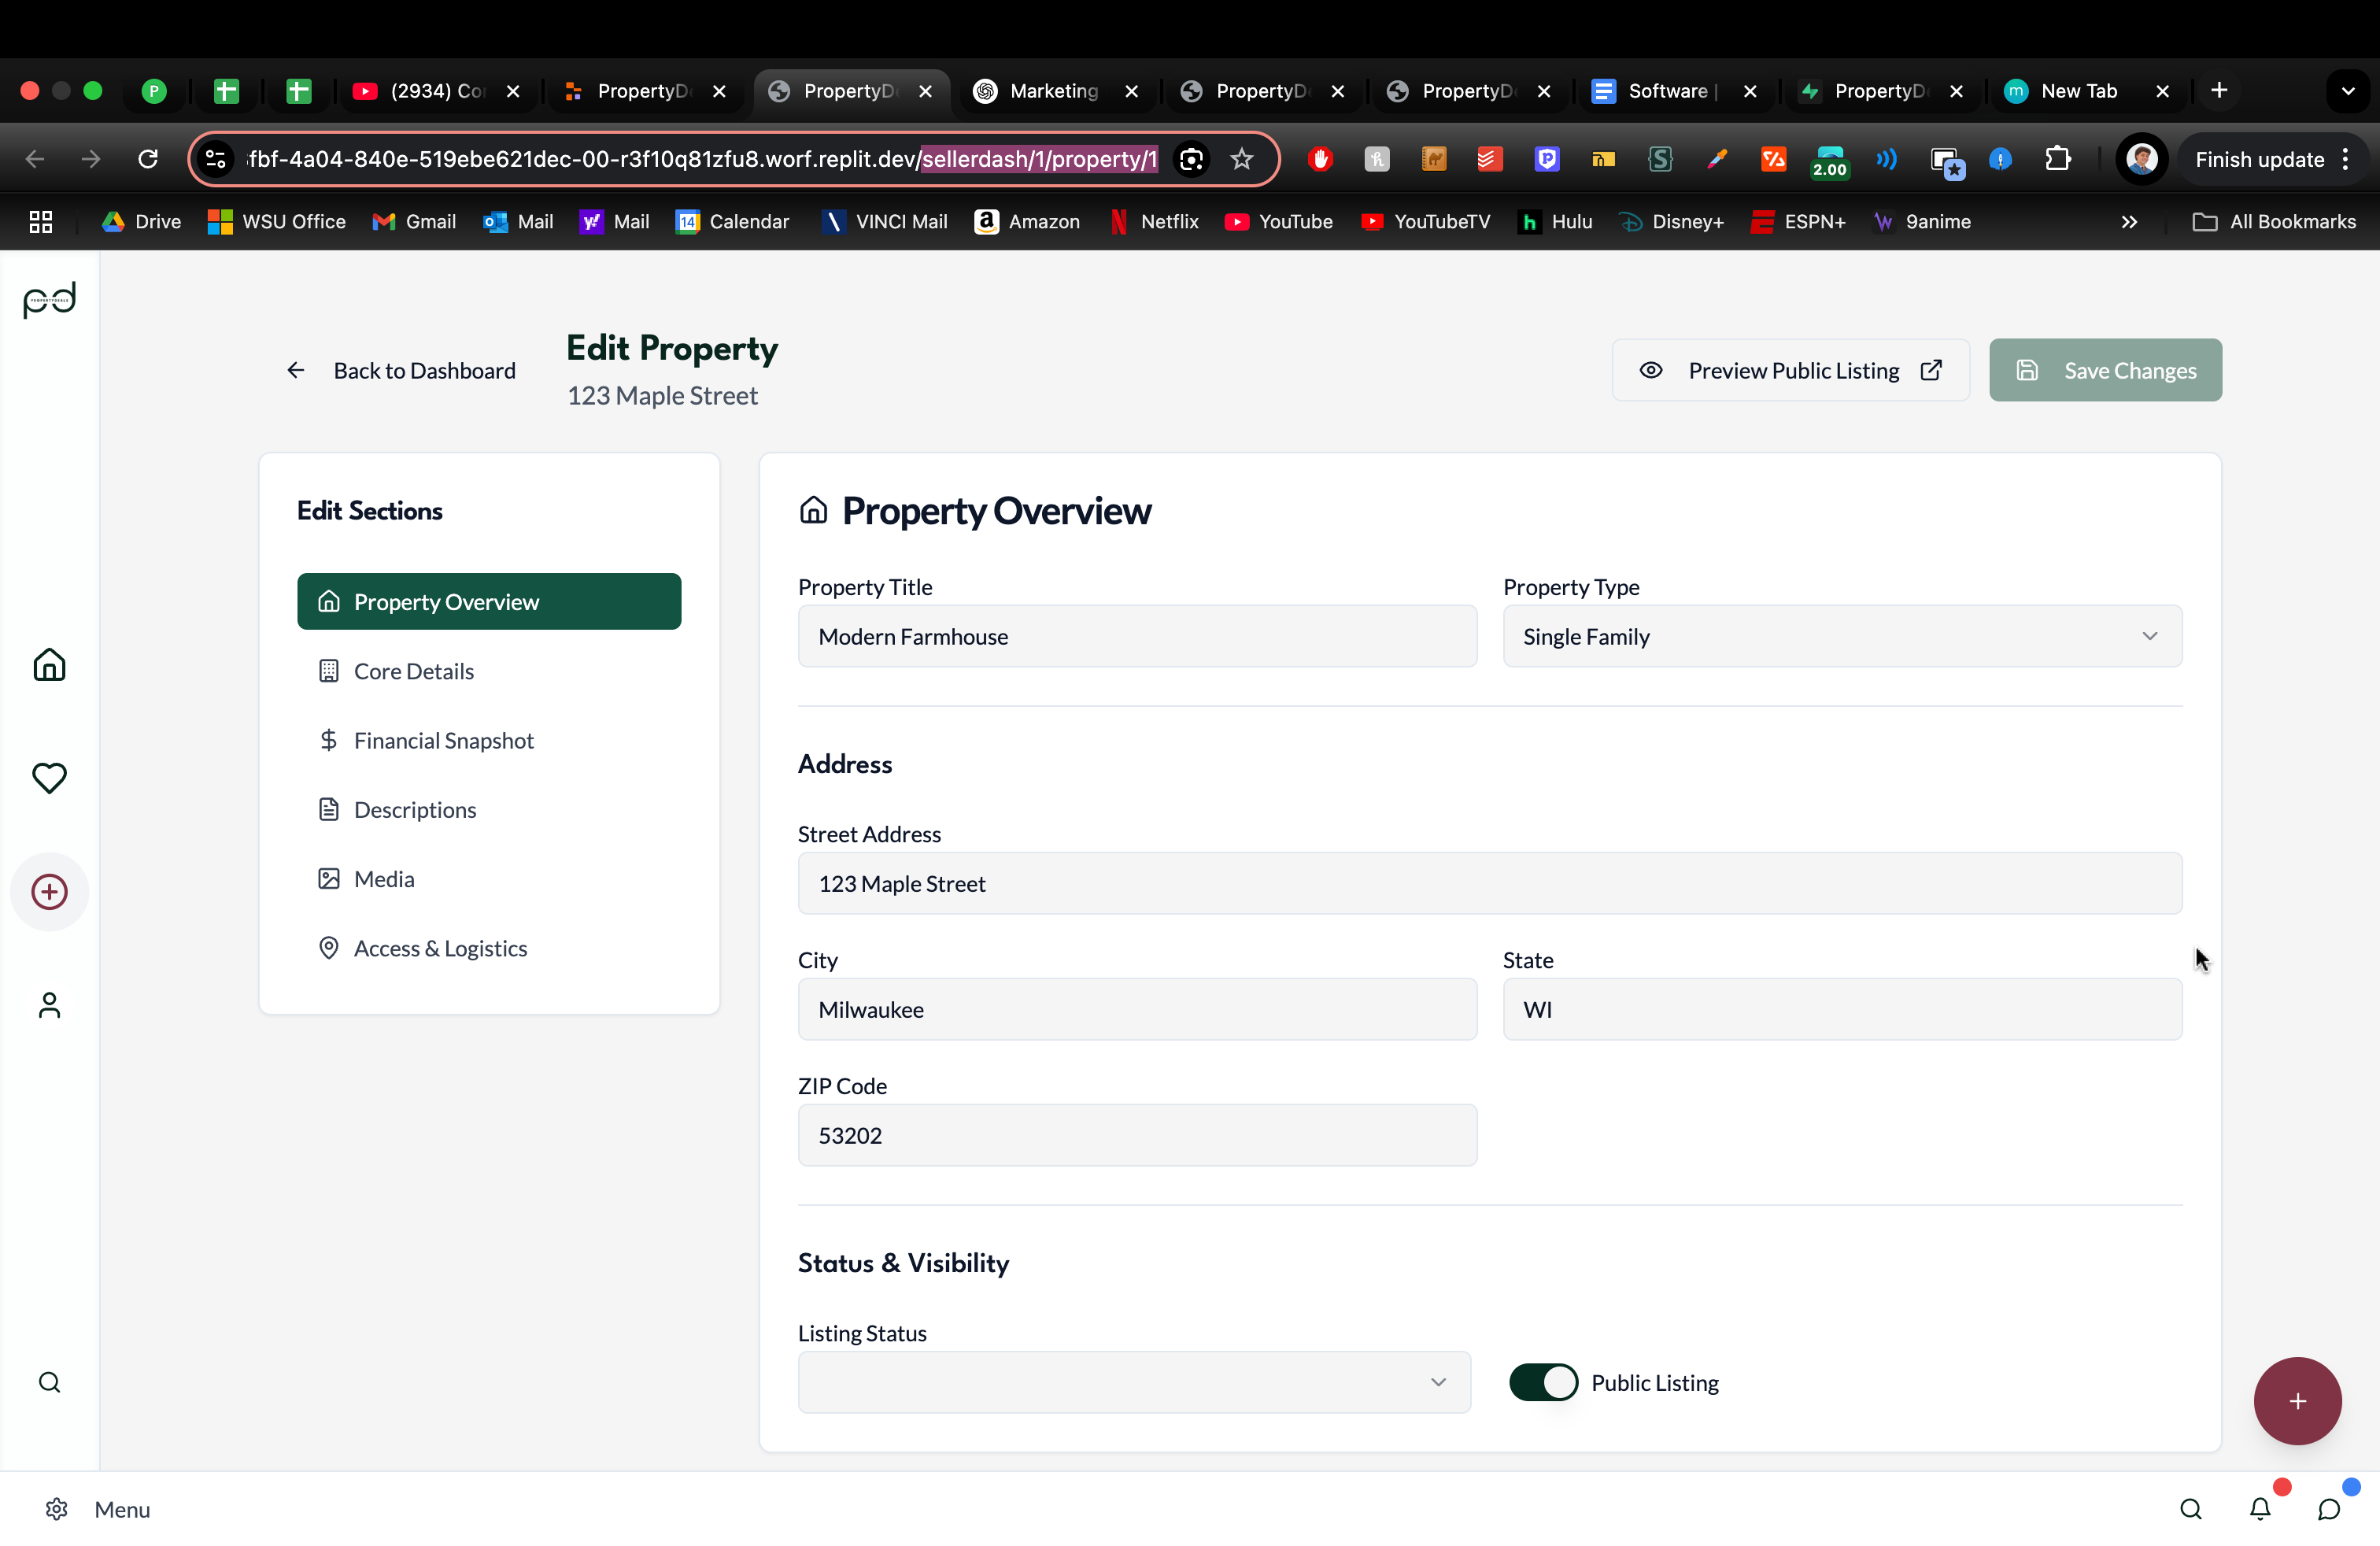 P
(2934) Co
PropertyD
PropertyD
Marketing
PropertyD
PropertyD
Software |
PropertyD
m
New Tab
fbf-4a04-840e-519ebe621dec-00-r3f10q81zfu8.worf.replit.dev/sellerdash/1/property/1
2.00
Finish update
Drive
WSU Office
Gmail
Mail
Mail
14
Calendar
VINCI Mail
Amazon
Netflix
YouTube
YouTubeTV
Hulu
Disney+
ESPN+
9anime
All Bookmarks
pd
Back to Dashboard
Edit Property
123 Maple Street
Preview Public Listing
Save Changes
Edit Sections
Property Overview
Core Details
Financial Snapshot
Descriptions
Media
Access & Logistics
Property Overview
Property Title
Property Type
Modern Farmhouse
Single Family
Address
Street Address
123 Maple Street
City
State
Milwaukee
WI
ZIP Code
53202
Status & Visibility
Listing Status
Public Listing
Menu